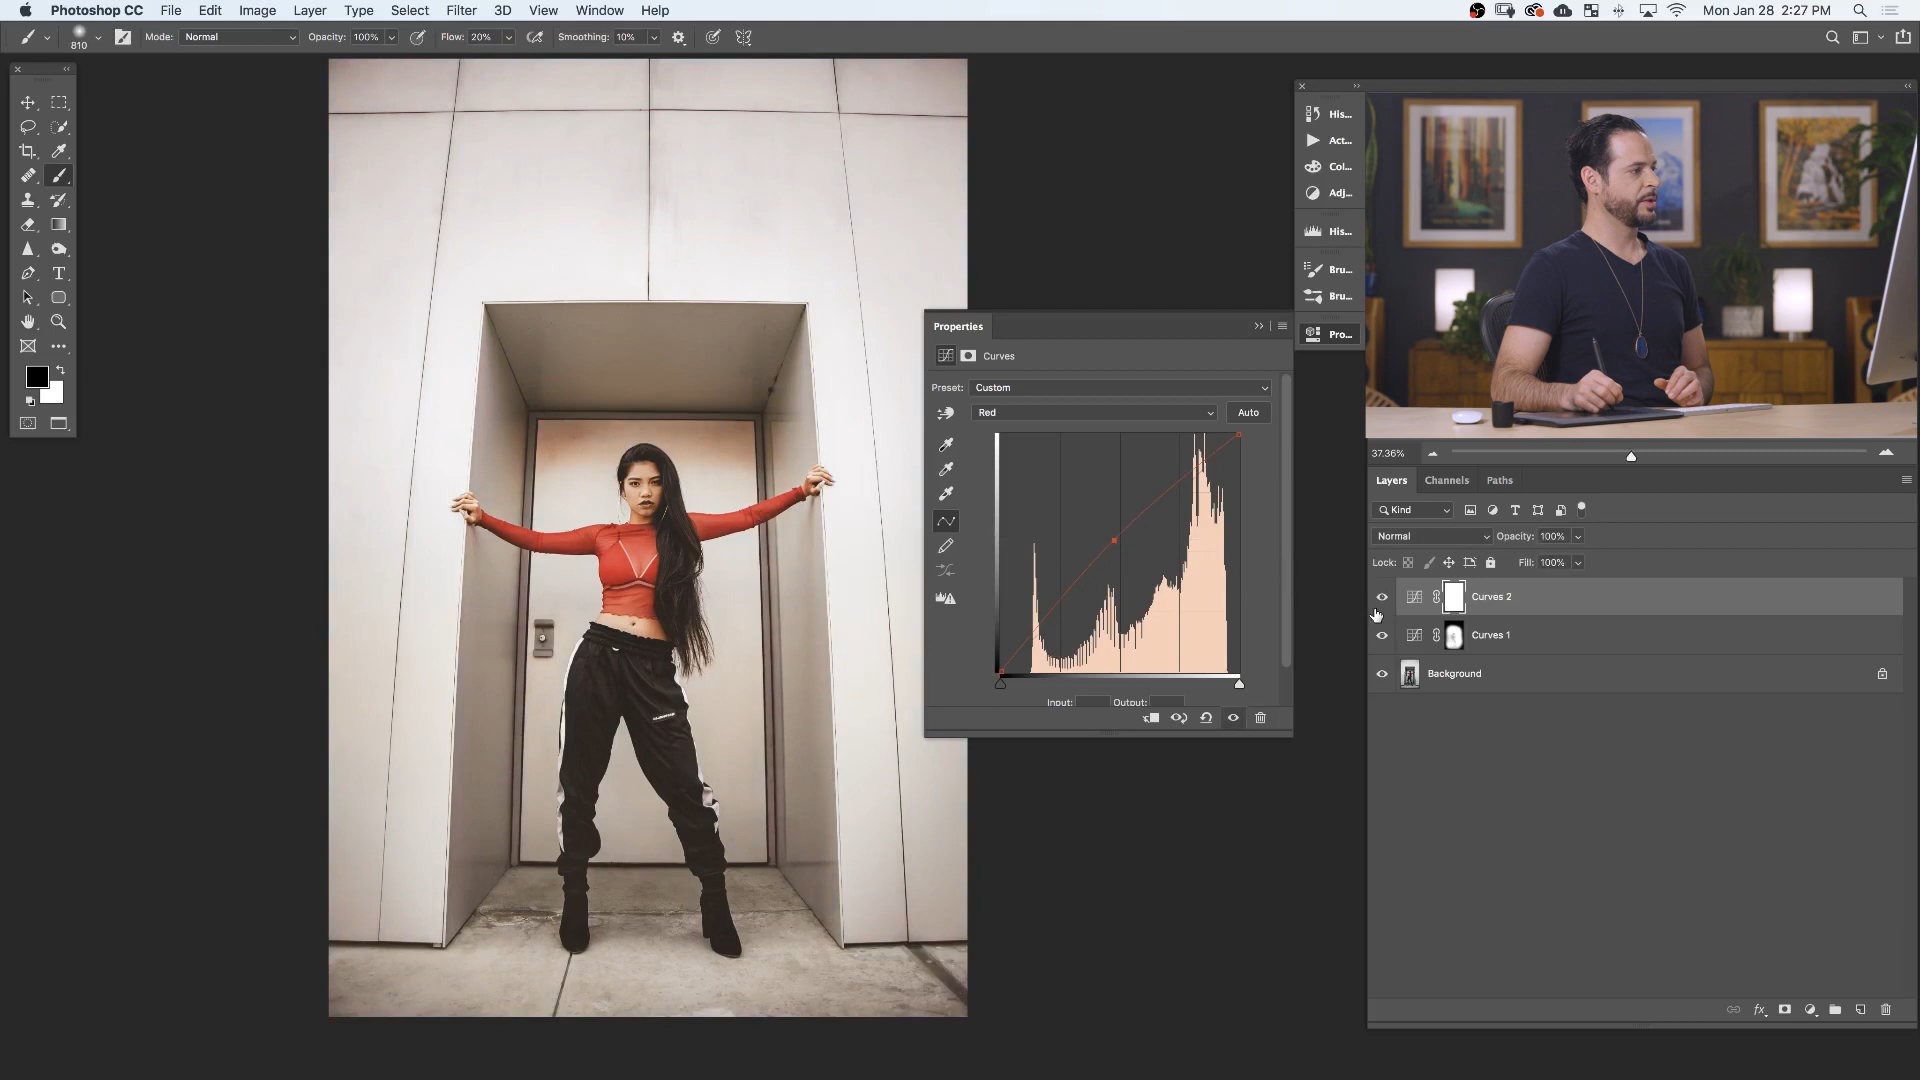 Photoshop CC File Edit Image Layer Type Select Filter 3D View Window Help Mon Jan 28 2:27 PM
810 Mode: Normal Opacity: 100% Flow: 20% Smoothing: 10%
His...
Act...
Col...
Adj...
His...
Bru...
Bru...
Pro...
Properties
Curves
Preset: Custom
Red Auto
Input: Output:
37.36%
Layers Channels Paths
Kind
Normal Opacity: 100%
Lock: Fill: 100%
Curves 2
Curves 1
Background